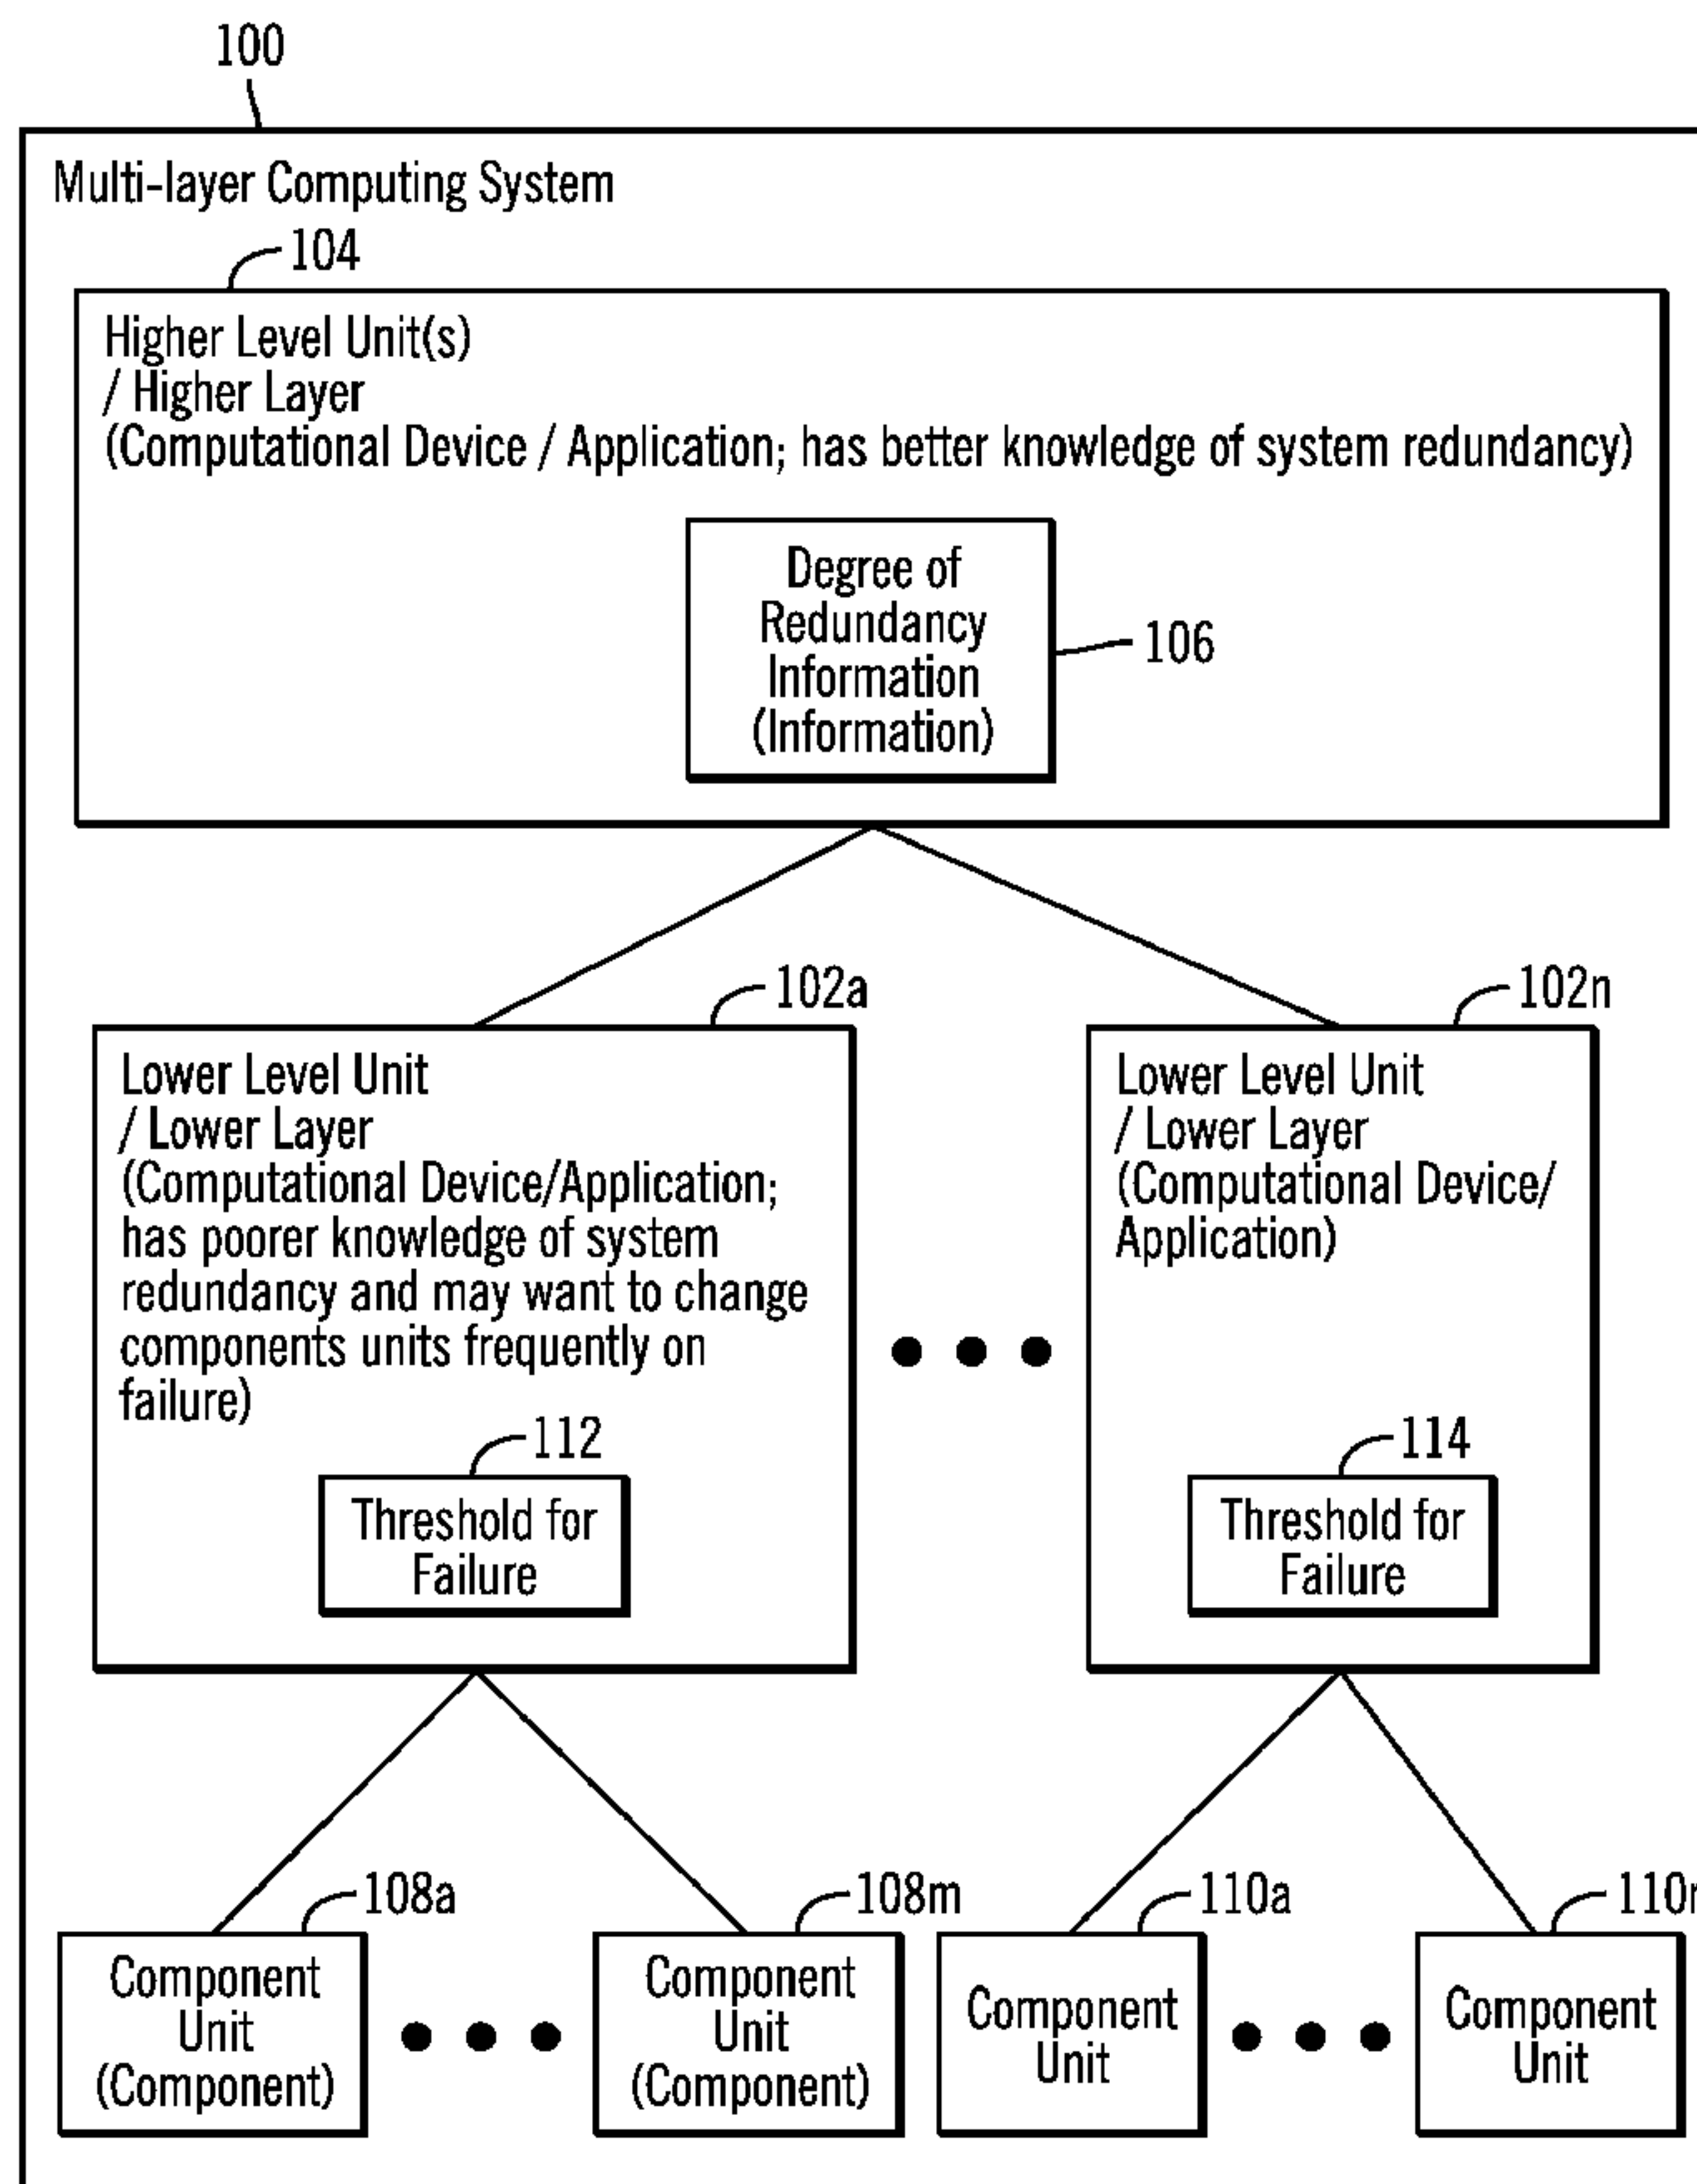 100
Multi-layer Computing System
104
Higher Level Unit(s)
/ Higher Layer
(Computational Device / Application; has better knowledge of system redundancy)
Degree of
Redundancy
Information
(Information)
106
102a
102n
Lower Level Unit
/ Lower Layer
(Computational Device/Application;
has poorer knowledge of system
redundancy and may want to change
components units frequently on
failure)
Lower Level Unit
/ Lower Layer
(Computational Device/
Application)
112
Threshold for
Failure
114
Threshold for
Failure
108a
108m
110a
Component
Unit
(Component)
Component
Unit
(Component)
Component
Unit
Component
Unit